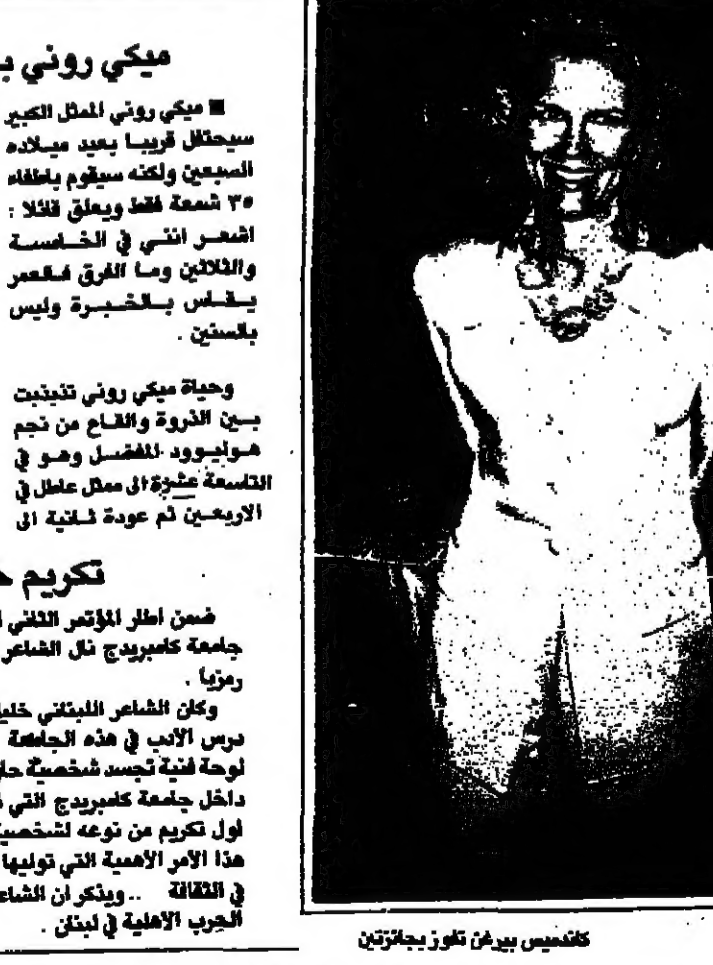 ميكي روني ب
■ ميكي روني الممثل الكبير
سيحتفل قريبا بعيد ميلاده
السبعين ولكنه سيقوم باطفاء
٣٥ شمعة فقط ويعلق قائلا :
اشعر انني في الخامسة
والثلاثين وما الفرق فالعمر
يقاس بالخبرة وليس
بالسنين .
وحياة ميكي روني تذبذبت
بين الذروة والقاع من نجم
هوليوود المفضل وهو في
التاسعة عشرة الى ممثل عاطل في
الاربعين ثم عودة ثانية الى
تكريم
ضمن اطار المؤتمر الثاني
جامعة كامبريدج نال الشاعر
رمزيا .
وكان الشاعر اللبناني خليل
درس الأدب في هذه الجامعة
لوحة فنية تجسد شخصية
داخل جامعة كامبريدج التي
اول تكريم من نوعه لشخصية
هذا الأمر الأهمية التي توليها
في الثقافة .. ويذكر ان الشاعر
الحرب الأهلية في لبنان .
كانديس بيرغن تفوز بجائزتين